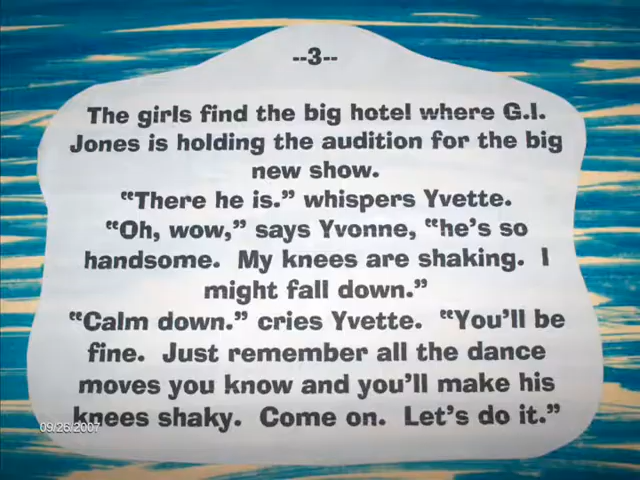 --3--
The girls find the big hotel where G.I.
Jones is holding the audition for the big
new show.
“There he is.” whispers Yvette.
“Oh, wow,” says Yvonne, “he’s so
handsome.  My knees are shaking.  I
might fall down.”
“Calm down.” cries Yvette.  “You’ll be
fine.  Just remember all the dance
moves you know and you’ll make his
knees shaky.  Come on.  Let’s do it.”
09/26/2007